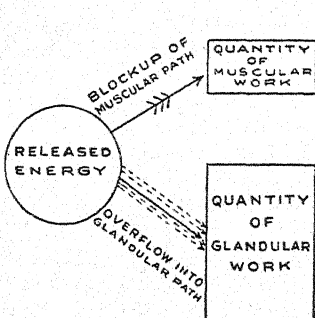 BLOCKUP OF
MUSCULAR PATH
QUANTITY
OF
MUSCULAR
WORK
RELEASED
ENERGY
OVERFLOW INTO
GLANDULAR PATH
QUANTITY
OF
GLANDULAR
WORK